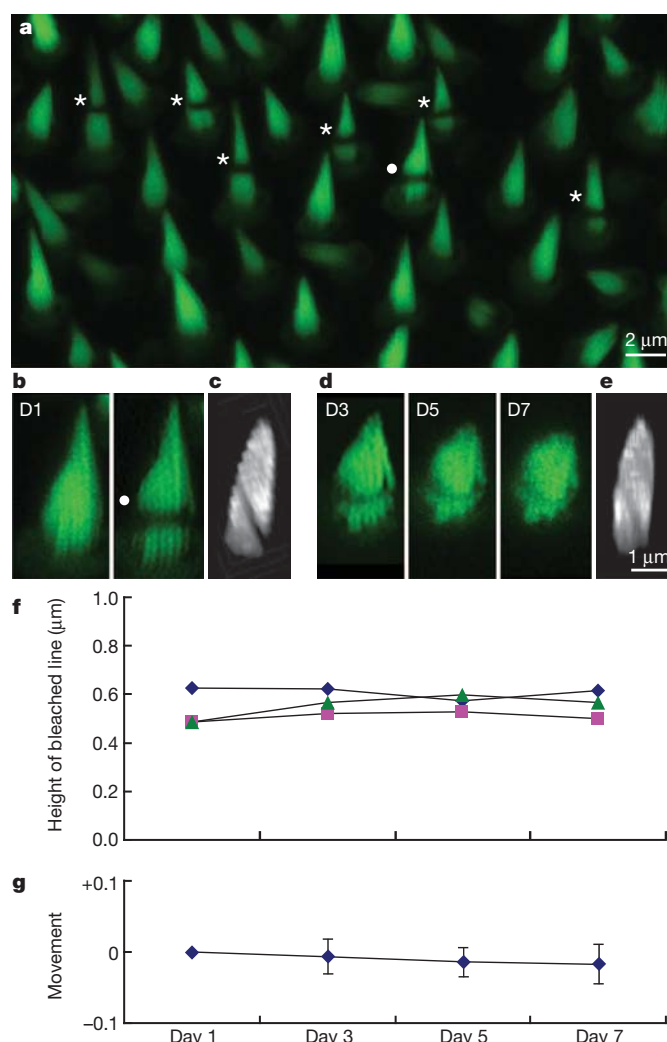 a
* * * * * * •
2 μm
b c d e
D1 D3 D5 D7
•
1 μm
f
Height of bleached line (μm)
1.0
0.8
0.6
0.4
0.2
0.0
g
Movement
+0.1
0
–0.1
Day 1 Day 3 Day 5 Day 7